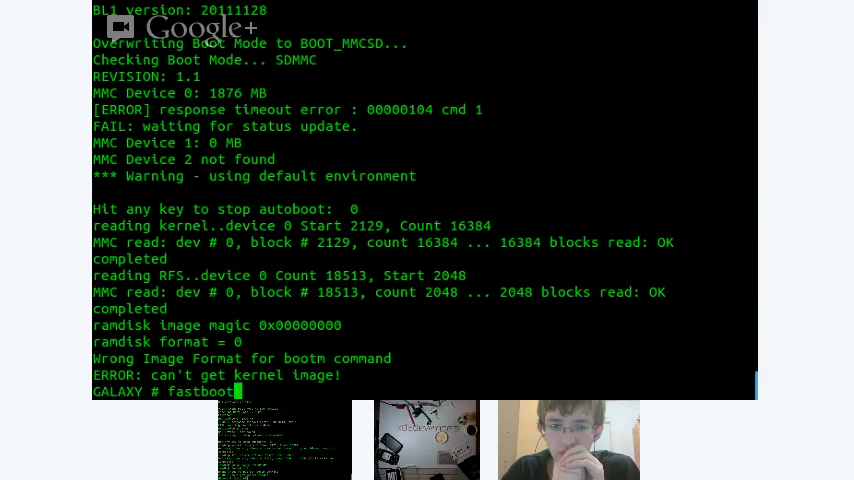 BL1 version: 20111128
Google+
Overwriting Boot Mode to BOOT_MMCSD...
Checking Boot Mode... SDMMC
REVISION: 1.1
MMC Device 0: 1876 MB
[ERROR] response timeout error : 00000104 cmd 1
FAIL: waiting for status update.
MMC Device 1: 0 MB
MMC Device 2 not found
*** Warning - using default environment
Hit any key to stop autoboot:  0
reading kernel..device 0 Start 2129, Count 16384
MMC read: dev # 0, block # 2129, count 16384 ... 16384 blocks read: OK
completed
reading RFS..device 0 Count 18513, Start 2048
MMC read: dev # 0, block # 18513, count 2048 ... 2048 blocks read: OK
completed
ramdisk image magic 0x00000000
ramdisk format = 0
Wrong Image Format for bootm command
ERROR: can't get kernel image!
GALAXY # fastboot
xdadevelopers